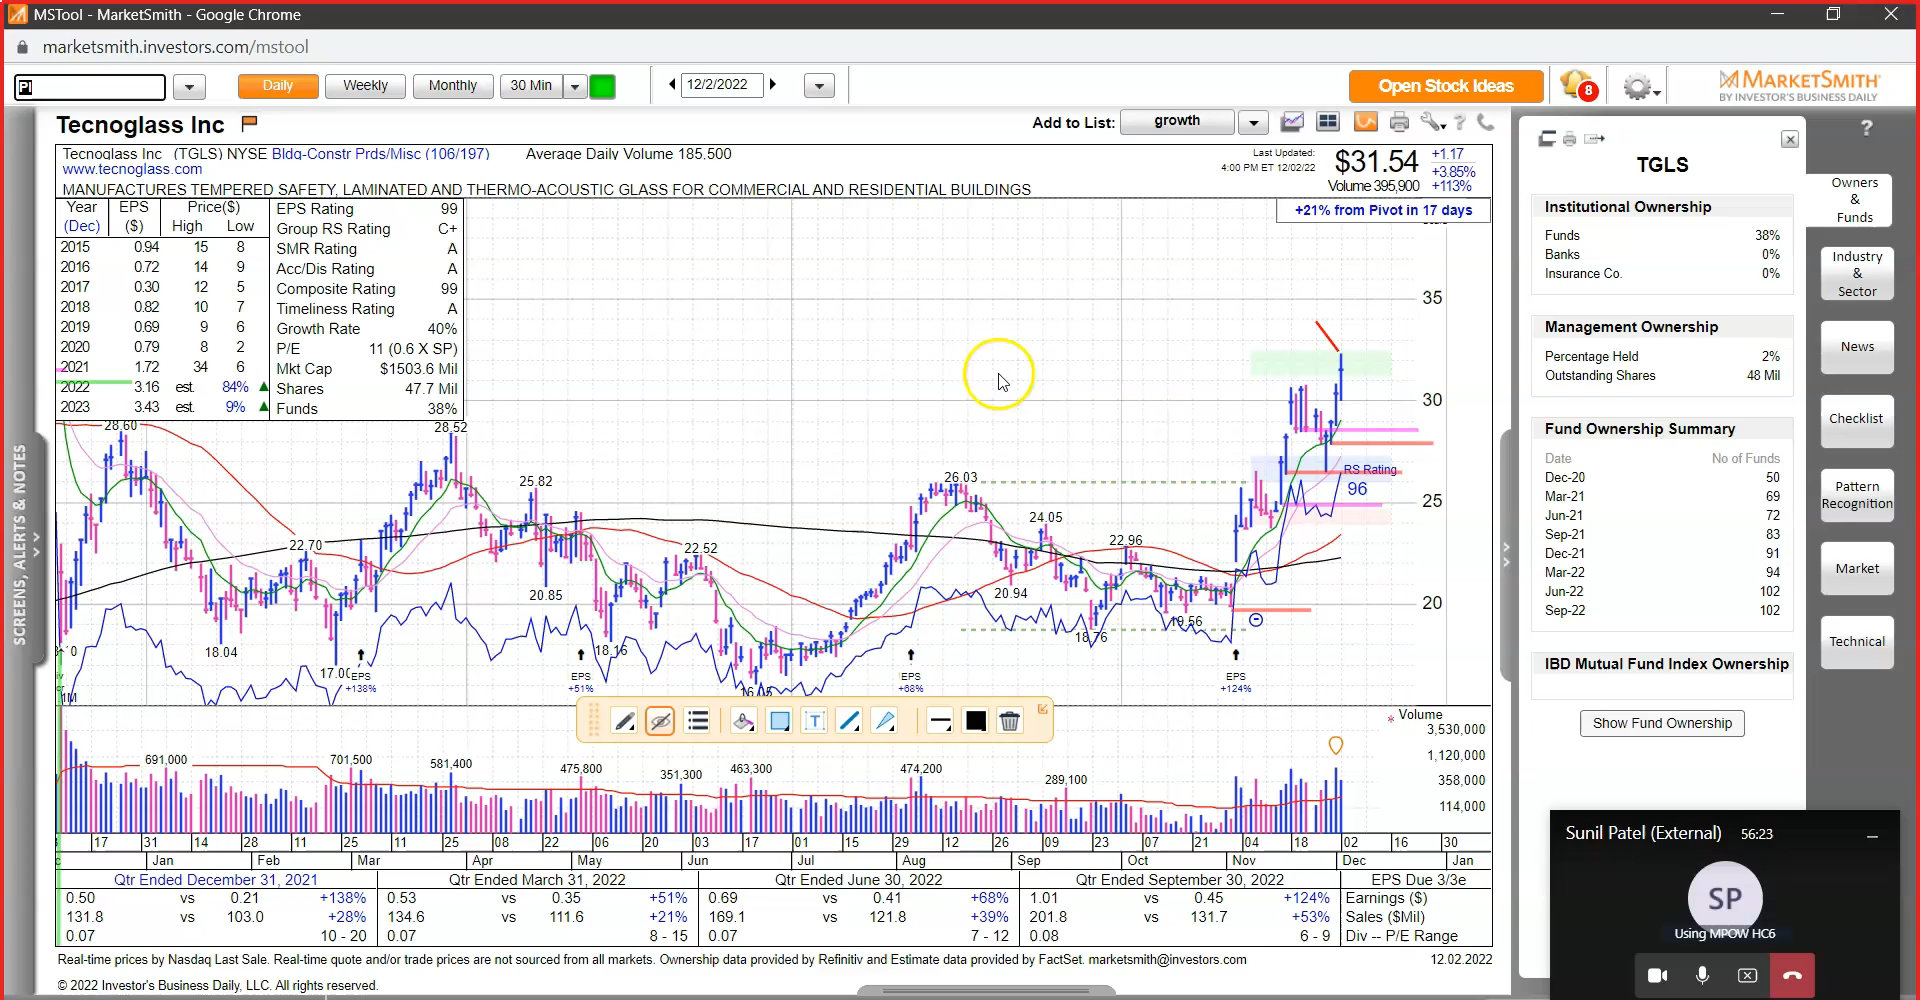 MSTool - MarketSmith - Google Chrome
marketsmith.investors.com/mstool
PI
Daily
Weekly
Monthly
30 Min
12/2/2022
Open Stock Ideas
8
MARKETSMITH
BY INVESTOR'S BUSINESS DAILY
Tecnoglass Inc
Add to List:
growth
?
Tecnoglass Inc (TGLS) NYSE Bldg-Constr Prds/Misc (106/197) Average Daily Volume 185,500
www.tecnoglass.com
MANUFACTURES TEMPERED SAFETY, LAMINATED AND THERMO-ACOUSTIC GLASS FOR COMMERCIAL AND RESIDENTIAL BUILDINGS
Last Updated:
4:00 PM ET 12/02/22
$31.54
+1.17
+3.85%
Volume 395,900 +113%
+21% from Pivot in 17 days
Year EPS Price($)
(Dec) ($) High Low
2015 0.94 15 8
2016 0.72 14 9
2017 0.30 12 5
2018 0.82 10 7
2019 0.69 9 6
2020 0.79 8 2
2021 1.72 34 6
2022 3.16 est. 84%
2023 3.43 est. 9%
EPS Rating 99
Group RS Rating C+
SMR Rating A
Acc/Dis Rating A
Composite Rating 99
Timeliness Rating A
Growth Rate 40%
P/E 11 (0.6 X SP)
Mkt Cap $1503.6 Mil
Shares 47.7 Mil
Funds 38%
35
30
25
20
28.60
28.52
25.82
26.03
24.05
22.70
22.52
22.96
20.85
20.94
19.56
18.76
18.04
18.16
17.00
RS Rating
96
EPS
+138%
EPS
+51%
EPS
+68%
EPS
+124%
T
Volume
3,530,000
1,120,000
358,000
114,000
691,000
701,500
581,400
475,800
351,300
463,300
474,200
289,100
17 31 14 28 11 25 11 25 08 22 06 20 03 17 01 15 29 12 26 09 23 07 21 04 18 02 16 30
Jan Feb Mar Apr May Jun Jul Aug Sep Oct Nov Dec Jan
Qtr Ended December 31, 2021
0.50 vs 0.21 +138%
131.8 vs 103.0 +28%
0.07 10 - 20
Qtr Ended March 31, 2022
0.53 vs 0.35 +51%
134.6 vs 111.6 +21%
0.07 8 - 15
Qtr Ended June 30, 2022
0.69 vs 0.41 +68%
169.1 vs 121.8 +39%
0.07 7 - 12
Qtr Ended September 30, 2022
1.01 vs 0.45 +124%
201.8 vs 131.7 +53%
0.08 6 - 9
EPS Due 3/3e
Earnings ($)
Sales ($Mil)
Div -- P/E Range
Real-time prices by Nasdaq Last Sale. Real-time quote and/or trade prices are not sourced from all markets. Ownership data provided by Refinitiv and Estimate data provided by FactSet. marketsmith@investors.com
12.02.2022
© 2022 Investor's Business Daily, LLC. All rights reserved.
SCREENS, ALERTS & NOTES
TGLS
Institutional Ownership
Funds 38%
Banks 0%
Insurance Co. 0%
Management Ownership
Percentage Held 2%
Outstanding Shares 48 Mil
Fund Ownership Summary
Date No of Funds
Dec-20 50
Mar-21 69
Jun-21 72
Sep-21 83
Dec-21 91
Mar-22 94
Jun-22 102
Sep-22 102
IBD Mutual Fund Index Ownership
Show Fund Ownership
?
Owners
&
Funds
Industry
&
Sector
News
Checklist
Pattern
Recognition
Market
Technical
Sunil Patel (External) 56:23
SP
Using MPOW HC6